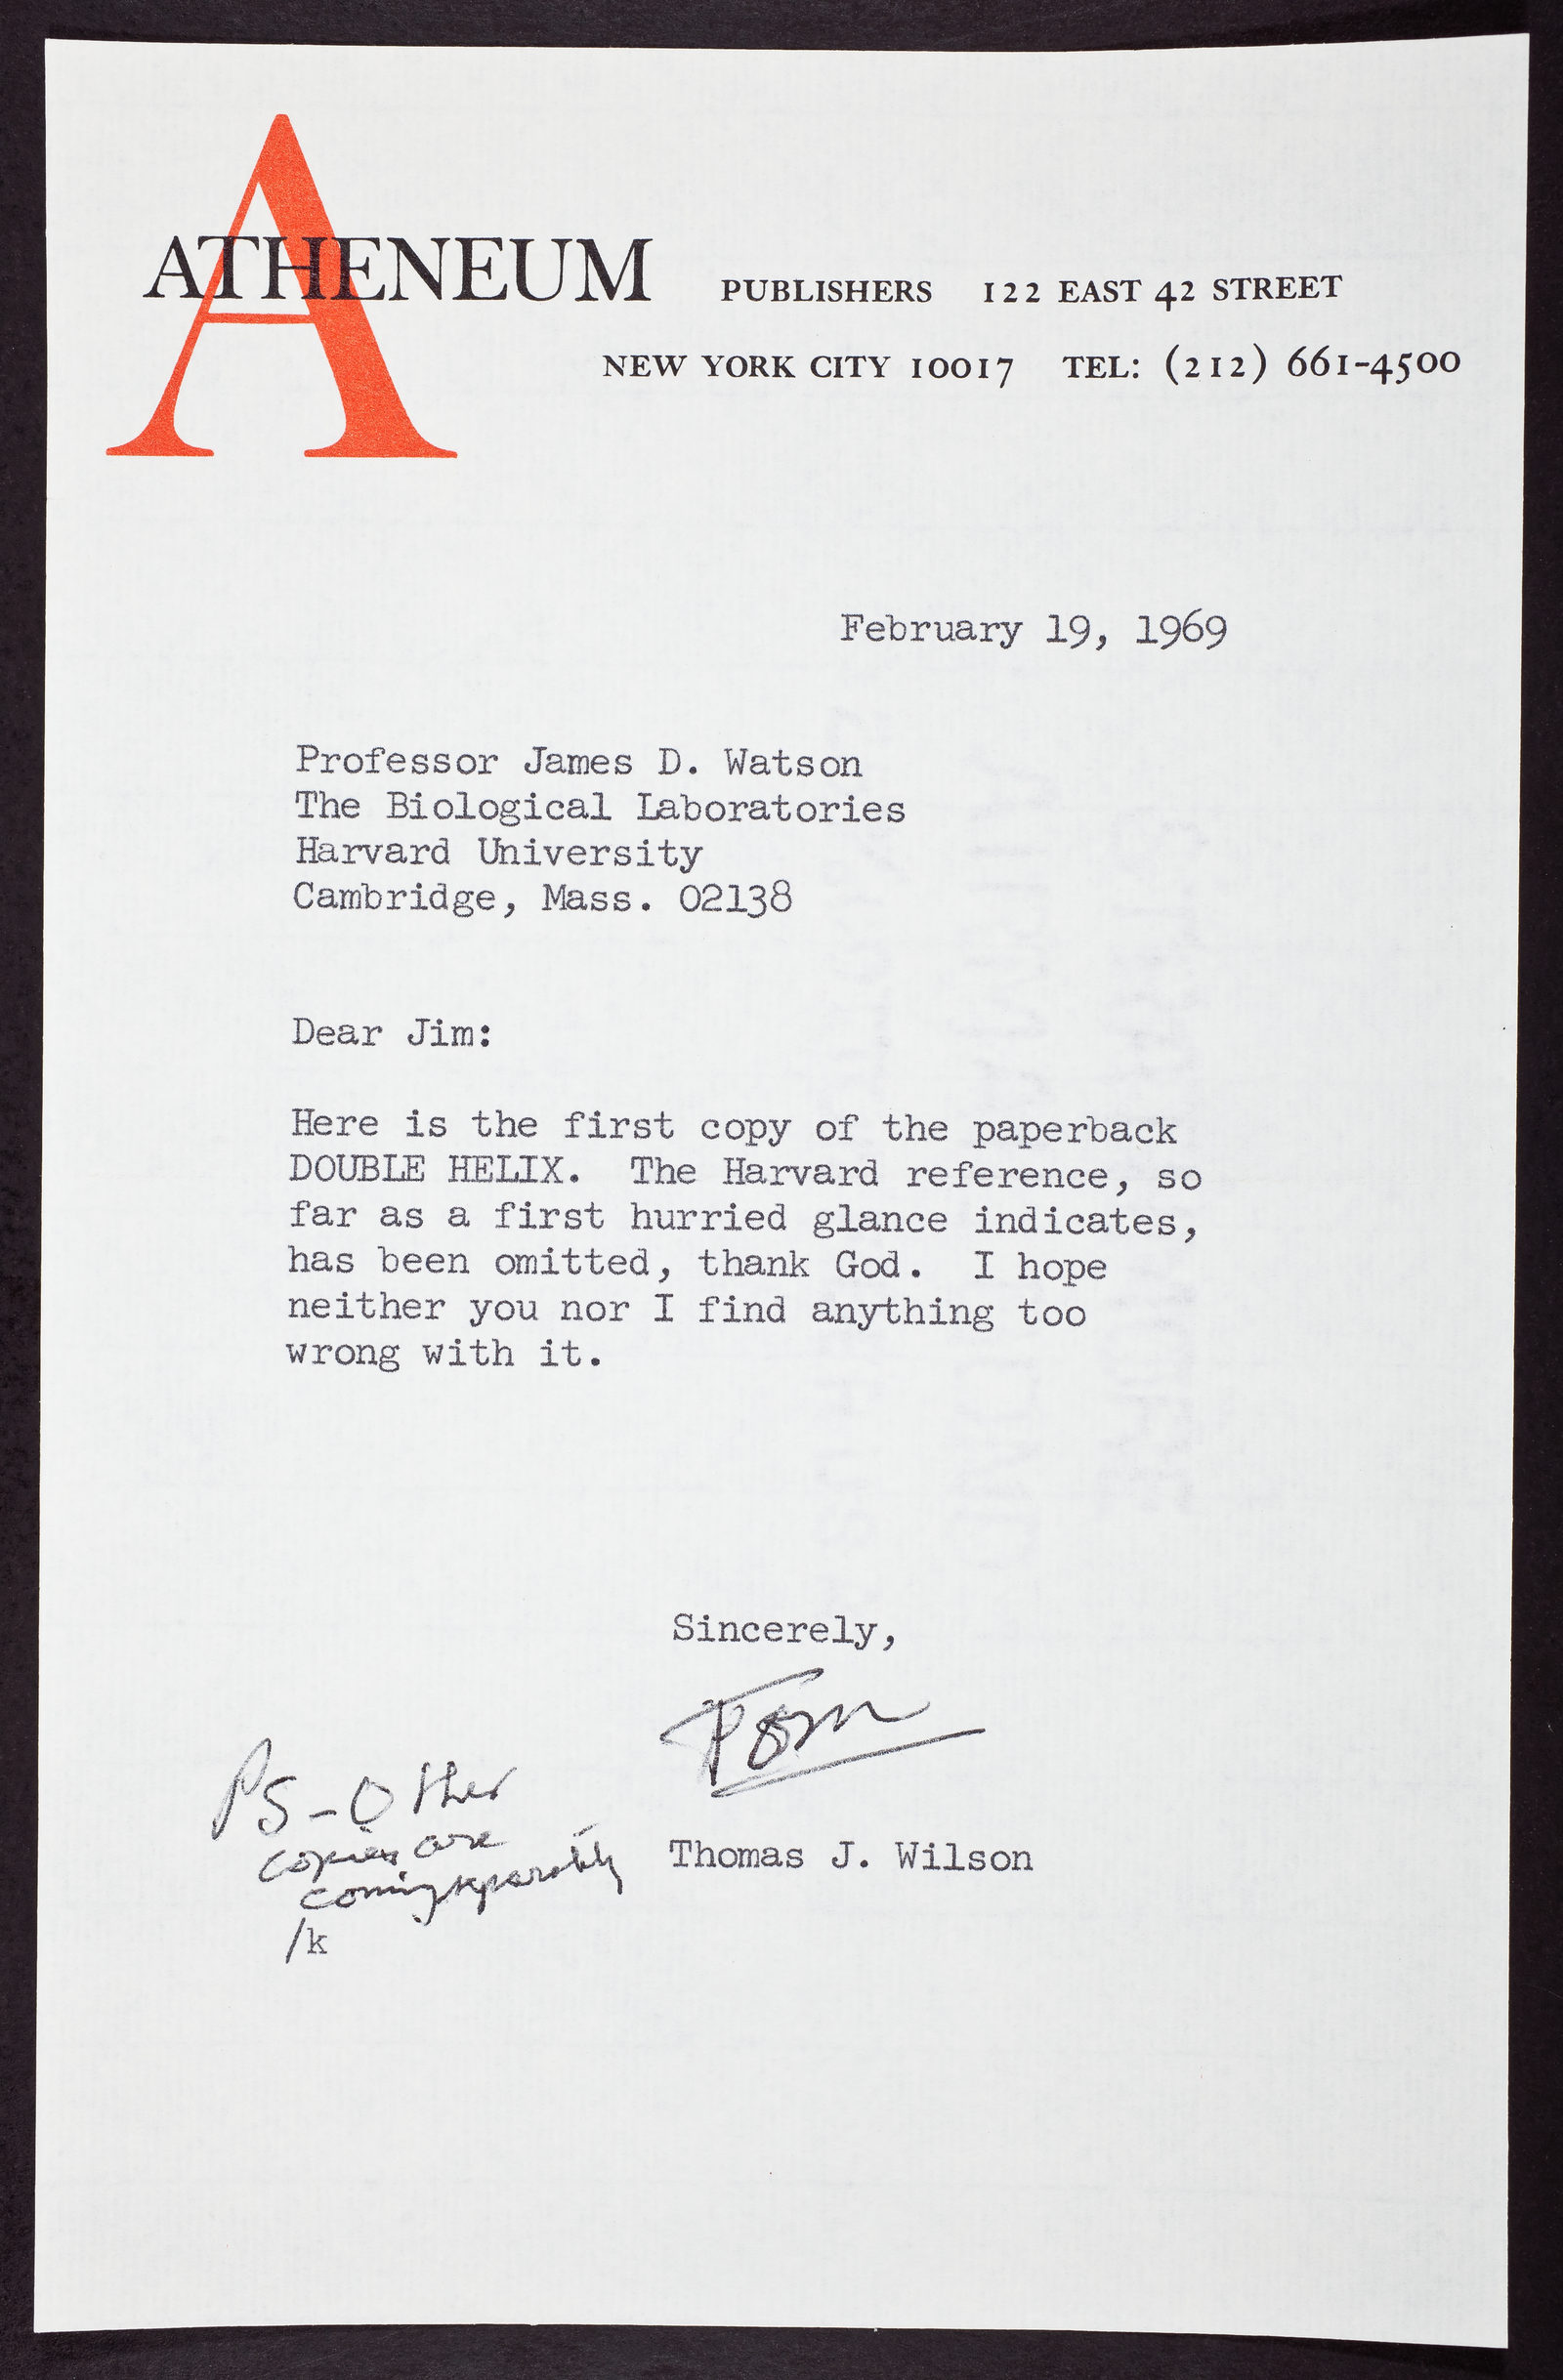 A
ATHENEUM PUBLISHERS 122 EAST 42 STREET
NEW YORK CITY 10017 TEL: (212) 661-4500
February 19, 1969
Professor James D. Watson
The Biological Laboratories
Harvard University
Cambridge, Mass. 02138
Dear Jim:
Here is the first copy of the paperback
DOUBLE HELIX. The Harvard reference, so
far as a first hurried glance indicates,
has been omitted, thank God. I hope
neither you nor I find anything too
wrong with it.
Sincerely,
Tom
Thomas J. Wilson
PS - Other
copies are
coming separately
/k